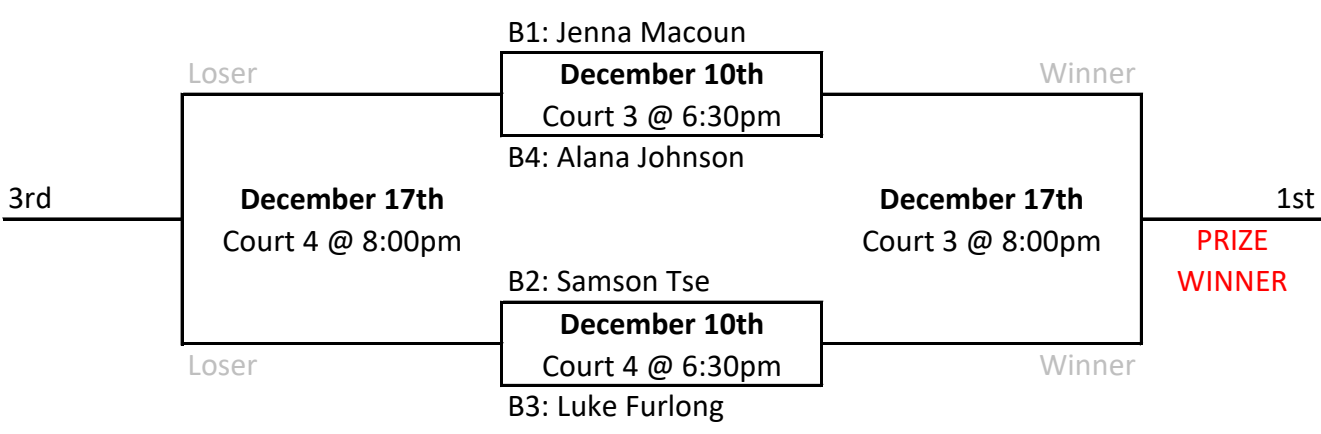 B1: Jenna Macoun
Loser
December 10th
Winner
Court 3 @ 6:30pm
B4: Alana Johnson
3rd
December 17th
December 17th
1st
Court 4 @ 8:00pm
Court 3 @ 8:00pm
PRIZE
B2: Samson Tse
WINNER
December 10th
Loser
Court 4 @ 6:30pm
Winner
B3: Luke Furlong